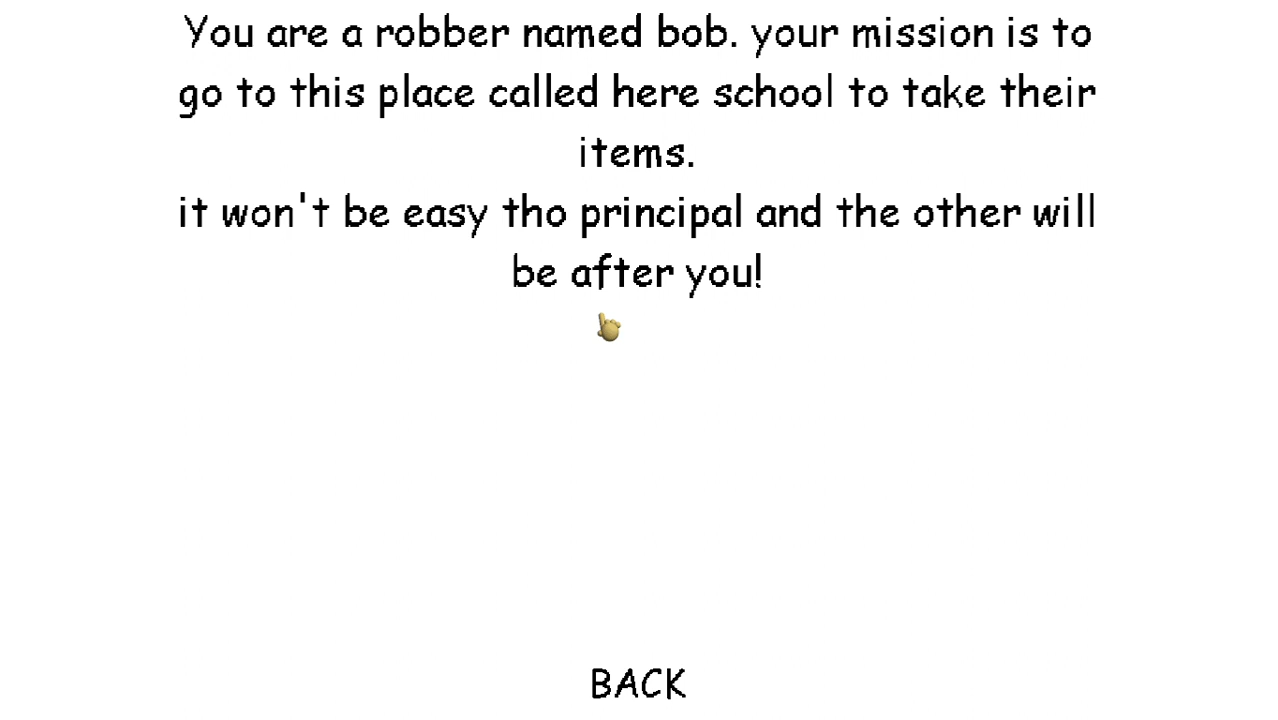 You are a robber named bob. your mission is to
go to this place called here school to take their
items.
it won't be easy tho principal and the other will
be after you!
BACK